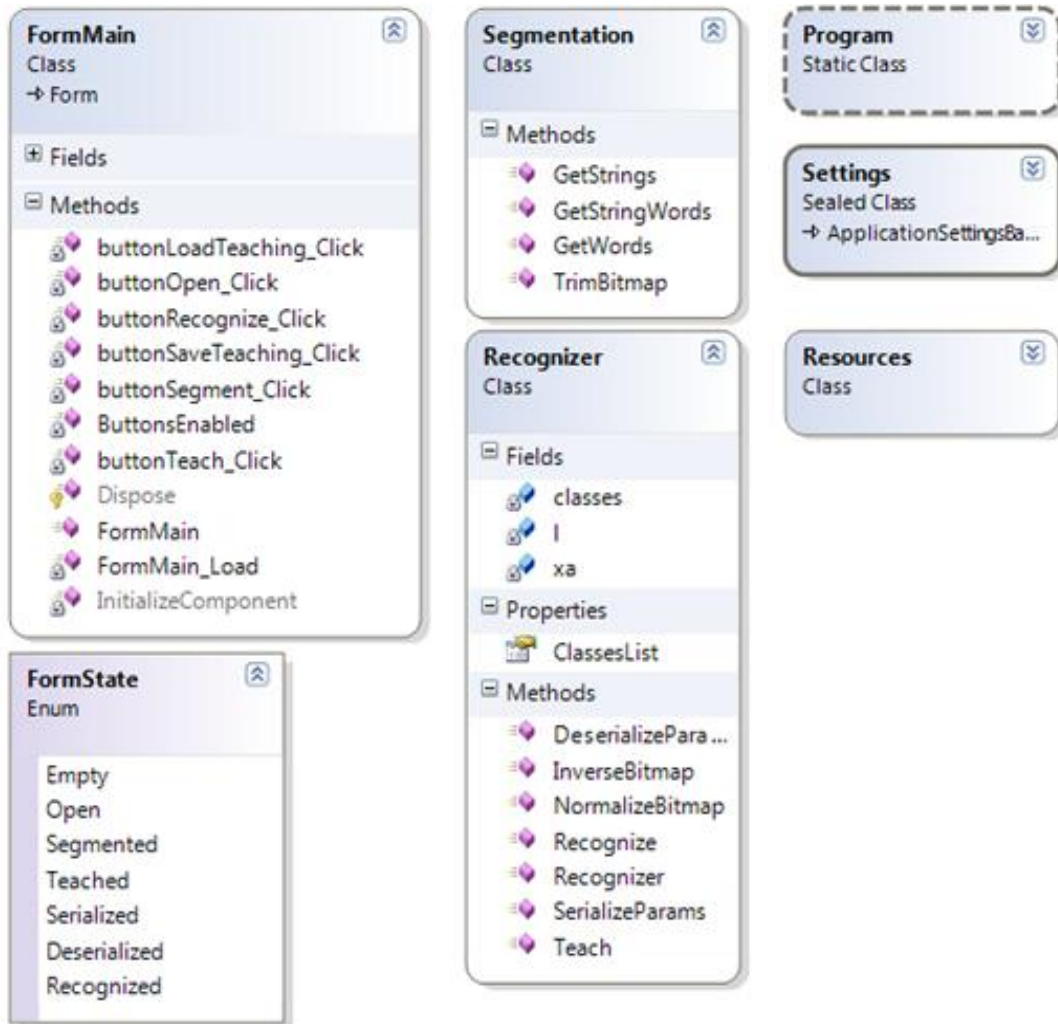 FormMain
Class
Form
Fields
Methods
buttonLoadTeaching_Click
buttonOpen_Click
buttonRecognize_Click
buttonSaveTeaching_Click
buttonSegment_Click
ButtonsEnabled
buttonTeach_Click
Dispose
FormMain
FormMain_Load
InitializeComponent
FormState
Enum
Empty
Open
Segmented
Teached
Serialized
Deserialized
Recognized
Segmentation
Class
Methods
GetStrings
GetStringWords
GetWords
TrimBitmap
Recognizer
Class
Fields
classes
l
xa
Properties
ClassesList
Methods
DeserializePara...
InverseBitmap
NormalizeBitmap
Recognize
Recognizer
SerializeParams
Teach
Program
Static Class
Settings
Sealed Class
ApplicationSettingsBa...
Resources
Class